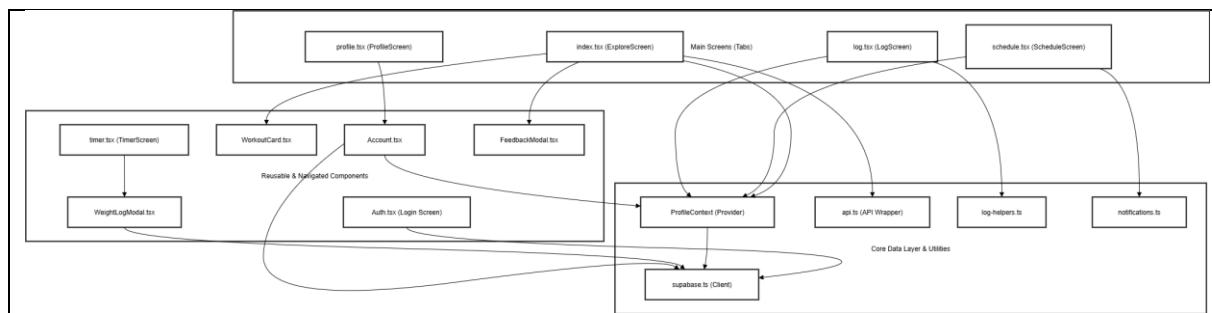 profile.tsx (ProfileScreen)
index.tsx (ExploreScreen)
Main Screens (Tabs)
log.tsx (LogScreen)
schedule.tsx (ScheduleScreen)
timer.tsx (TimerScreen)
WorkoutCard.tsx
Account.tsx
FeedbackModal.tsx
Reusable & Navigated Components
WeightLogModal.tsx
Auth.tsx (Login Screen)
ProfileContext (Provider)
api.ts (API Wrapper)
log-helpers.ts
notifications.ts
Core Data Layer & Utilities
supabase.ts (Client)